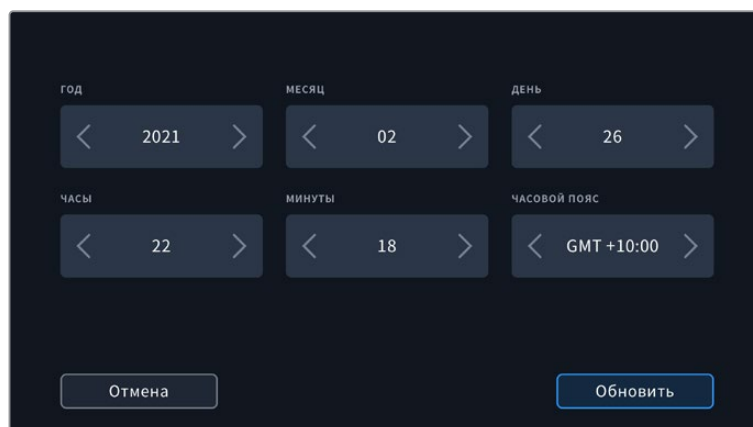 ГОД МЕСЯЦ ДЕНЬ
2021 02 26
ЧАСЫ МИНУТЫ ЧАСОВОЙ ПОЯС
22 18 GMT +10:00
Отмена Обновить